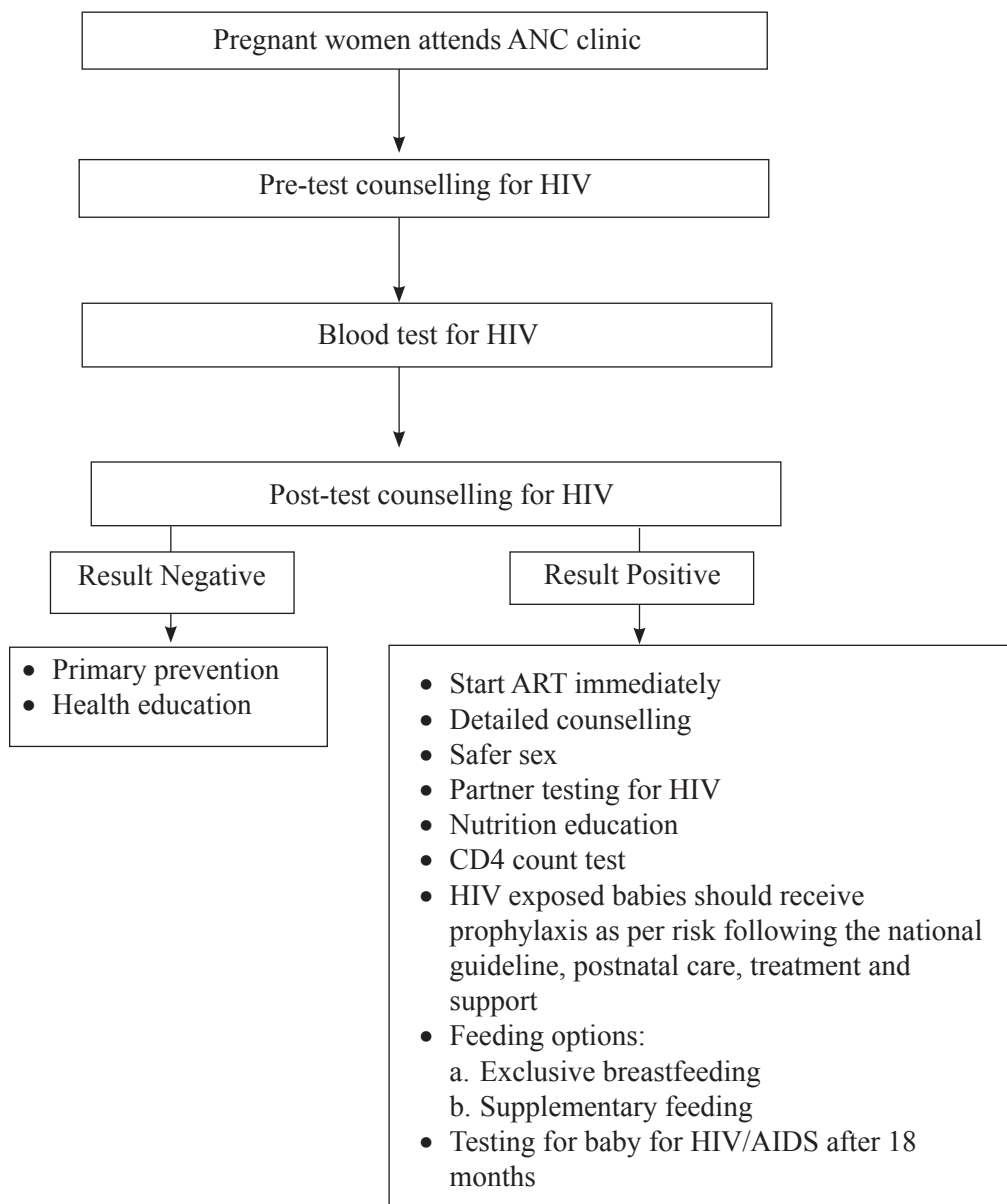 Pregnant women attends ANC clinic
Pre-test counselling for HIV
Blood test for HIV
Post-test counselling for HIV
Result Negative
Result Positive
• Primary prevention
• Health education
• Start ART immediately
• Detailed counselling
• Safer sex
• Partner testing for HIV
• Nutrition education
• CD4 count test
• HIV exposed babies should receive
prophylaxis as per risk following the national
guideline, postnatal care, treatment and
support
• Feeding options:
a. Exclusive breastfeeding
b. Supplementary feeding
• Testing for baby for HIV/AIDS after 18
months